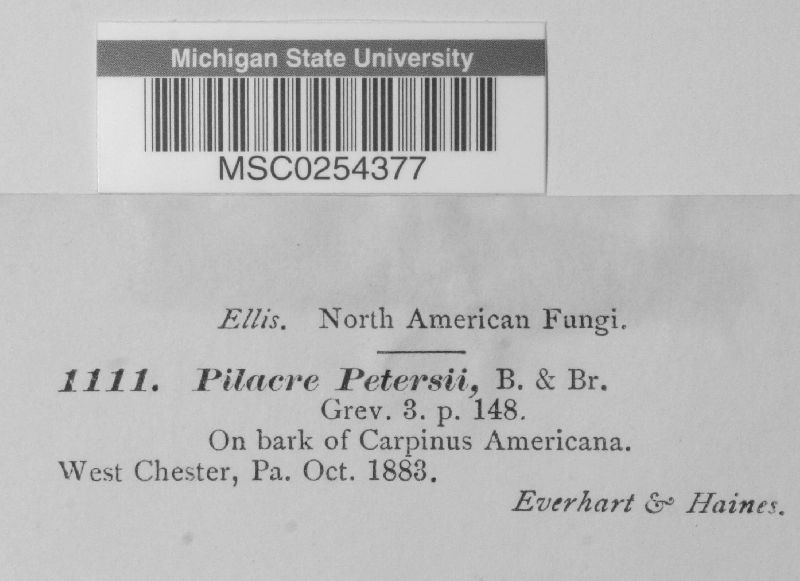 Michigan State University
MSC0254377
Ellis. North American Fungi.
1111. Pilacre Petersii, B. & Br.
Grev. 3. p. 148.
On bark of Carpinus Americana.
West Chester, Pa. Oct. 1883.
Everhart & Haines.